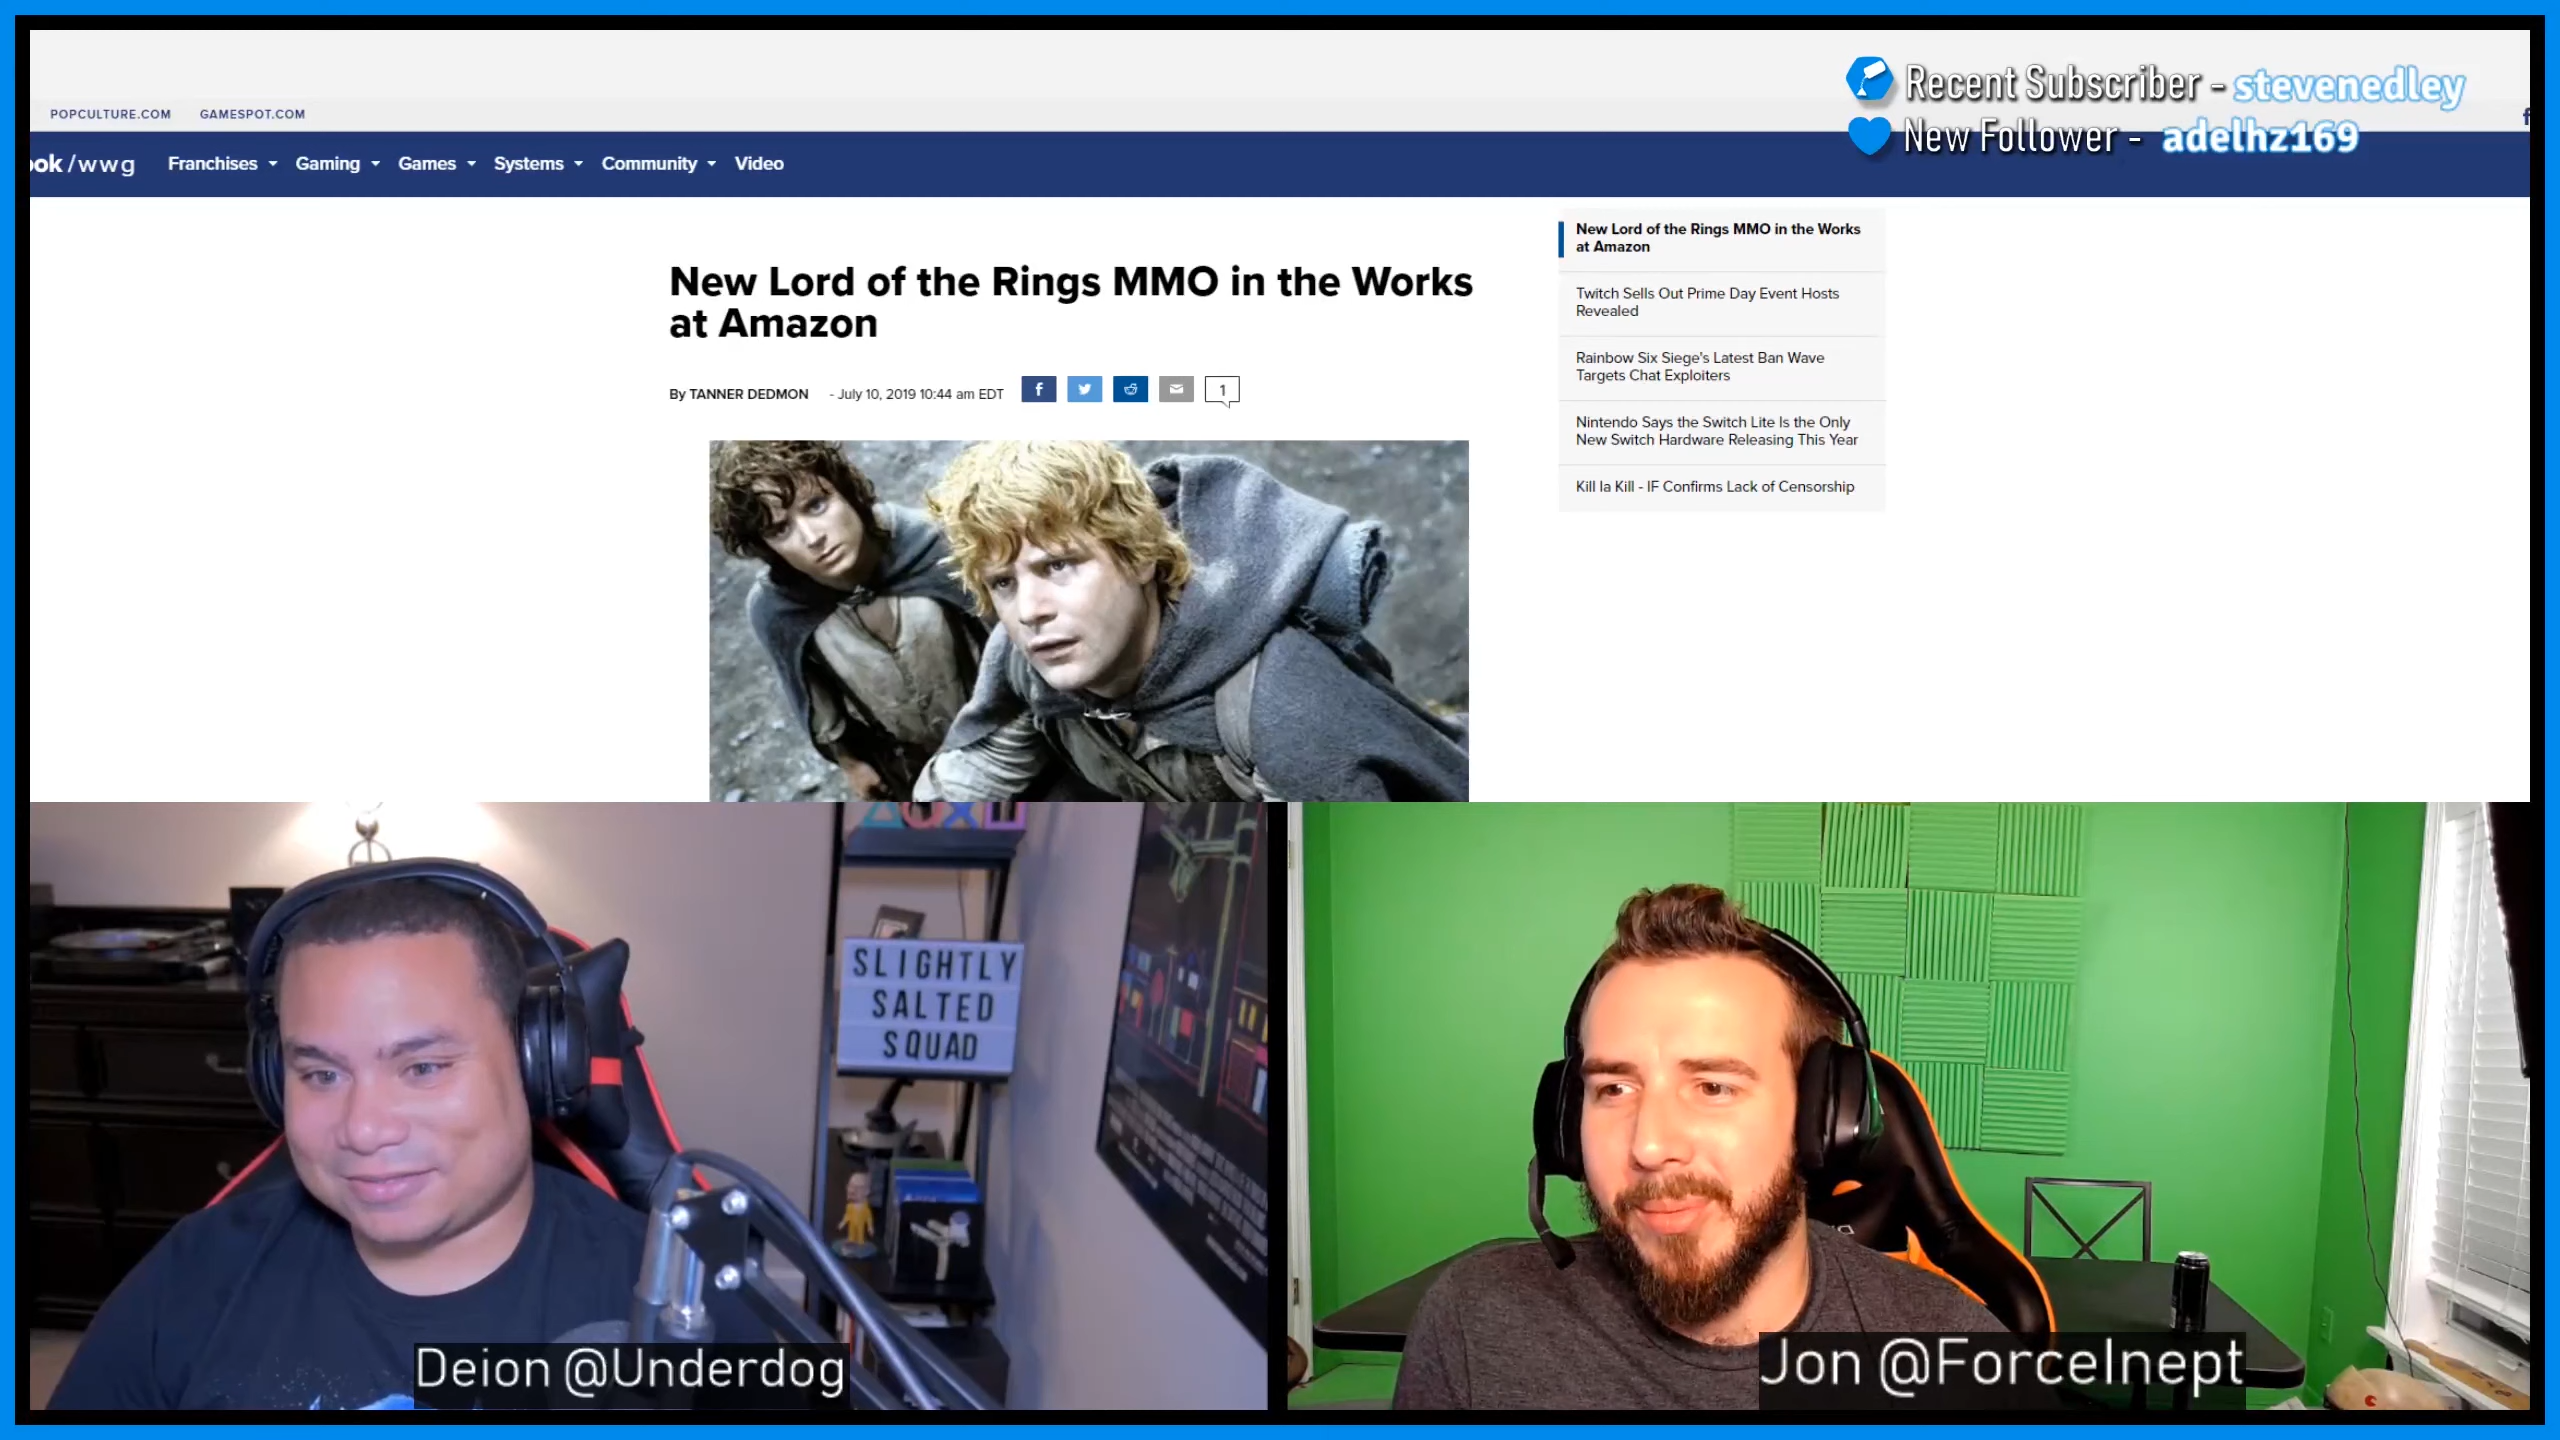 Recent Subscriber - stevenedley
New Follower - adelhz169
POPCULTURE.COM GAMESPOT.COM
ook/wwg Franchises Gaming Games Systems Community Video
New Lord of the Rings MMO in the Works
at Amazon
By TANNER DEDMON - July 10, 2019 10:44 am EDT 1
New Lord of the Rings MMO in the Works
at Amazon
Twitch Sells Out Prime Day Event Hosts
Revealed
Rainbow Six Siege's Latest Ban Wave
Targets Chat Exploiters
Nintendo Says the Switch Lite Is the Only
New Switch Hardware Releasing This Year
Kill la Kill - IF Confirms Lack of Censorship
SLIGHTLY
SALTED
SQUAD
Deion @Underdog
Jon @ForceInept